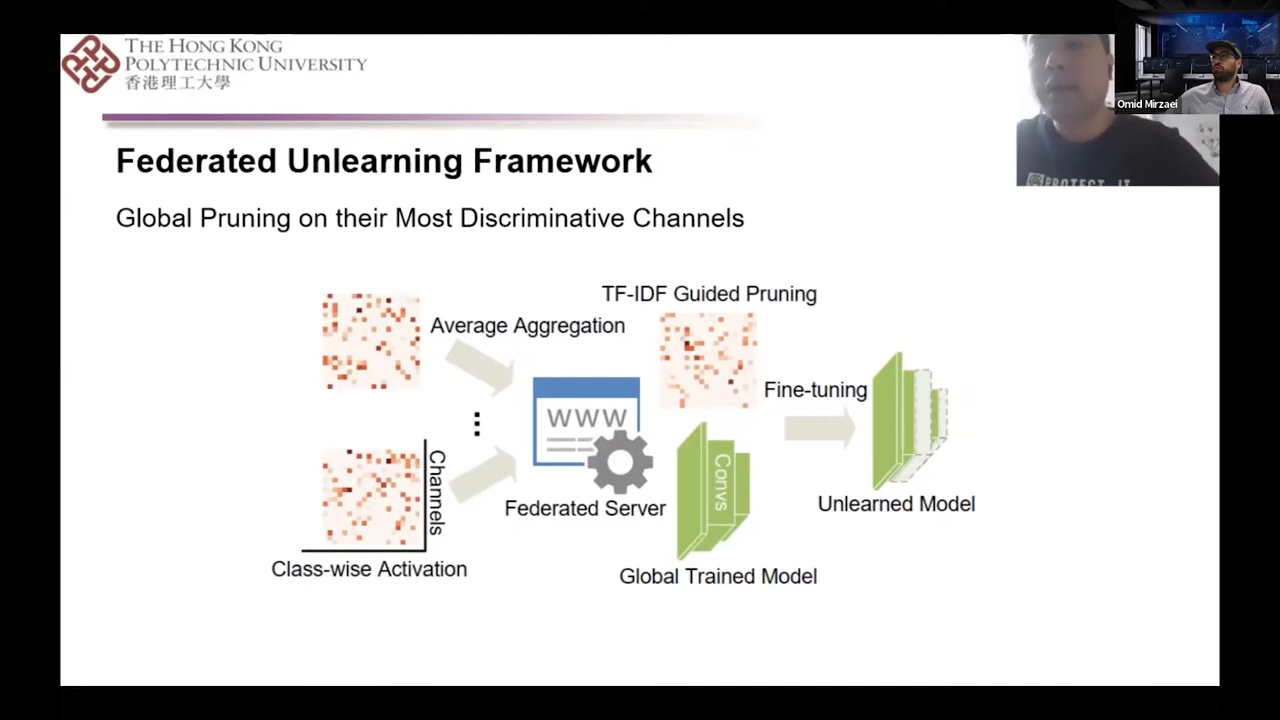 THE HONG KONG
POLYTECHNIC UNIVERSITY
香港理工大學
Omid Mirzaei
PROTECT IT
Federated Unlearning Framework
Global Pruning on their Most Discriminative Channels
TF-IDF Guided Pruning
Average Aggregation
Fine-tuning
WWW
Channels
Convs
Federated Server
Unlearned Model
Class-wise Activation
Global Trained Model